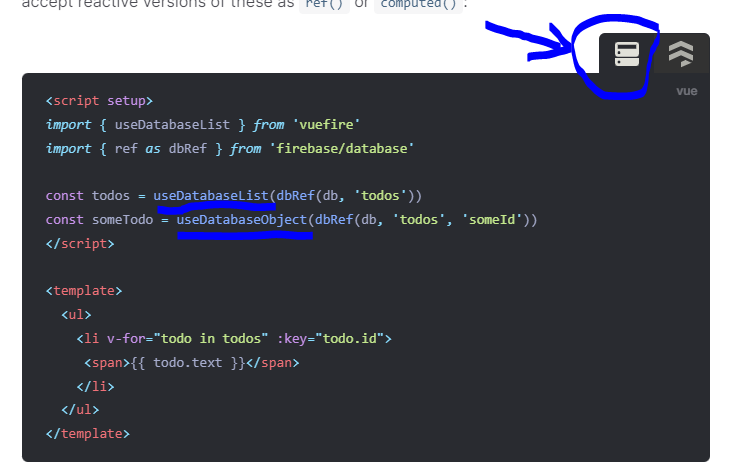 accept reactive versions of these as ref() or computed() :
vue
<script setup>
import { useDatabaseList } from 'vuefire'
import { ref as dbRef } from 'firebase/database'
const todos = useDatabaseList(dbRef(db, 'todos'))
const someTodo = useDatabaseObject(dbRef(db, 'todos', 'someId'))
</script>
<template>
<ul>
<li v-for="todo in todos" :key="todo.id">
<span>{{ todo.text }}</span>
</li>
</ul>
</template>